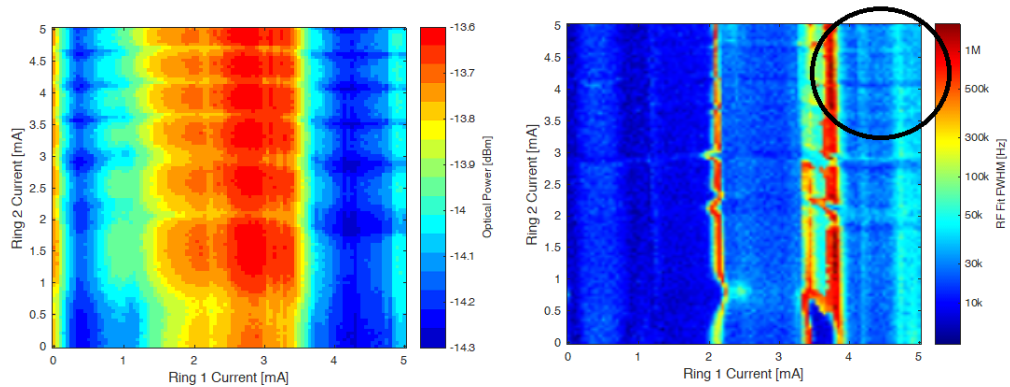 5
4.5
4
3.5
3
2.5
2
1.5
1
0.5
0
Ring 2 Current [mA]
0 1 2 3 4 5
Ring 1 Current [mA]
-13.6
-13.7
-13.8
-13.9
-14
-14.1
-14.2
-14.3
Optical Power [dBm]
5
4.5
4
3.5
3
2.5
2
1.5
1
0.5
0
Ring 2 Current [mA]
0 1 2 3 4 5
Ring 1 Current [mA]
1M
500k
300k
100k
50k
30k
10k
RF Fit FWHM [Hz]